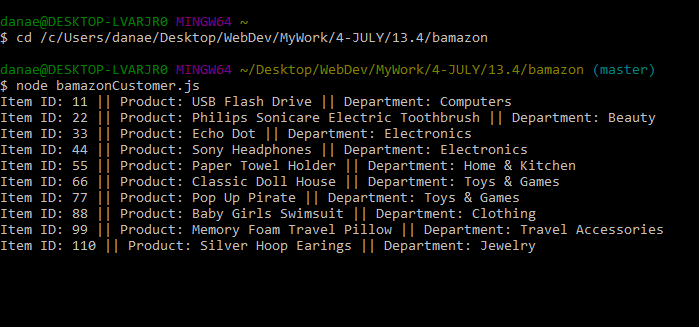 danae@DESKTOP-LVARJR0 MINGW64 ~
$ cd /c/Users/danae/Desktop/WebDev/MyWork/4-JULY/13.4/bamazon
danae@DESKTOP-LVARJR0 MINGW64 ~/Desktop/WebDev/MyWork/4-JULY/13.4/bamazon (master)
$ node bamazonCustomer.js
Item ID: 11 || Product: USB Flash Drive || Department: Computers
Item ID: 22 || Product: Philips Sonicare Electric Toothbrush || Department: Beauty
Item ID: 33 || Product: Echo Dot || Department: Electronics
Item ID: 44 || Product: Sony Headphones || Department: Electronics
Item ID: 55 || Product: Paper Towel Holder || Department: Home & Kitchen
Item ID: 66 || Product: Classic Doll House || Department: Toys & Games
Item ID: 77 || Product: Pop Up Pirate || Department: Toys & Games
Item ID: 88 || Product: Baby Girls Swimsuit || Department: Clothing
Item ID: 99 || Product: Memory Foam Travel Pillow || Department: Travel Accessories
Item ID: 110 || Product: Silver Hoop Earings || Department: Jewelry